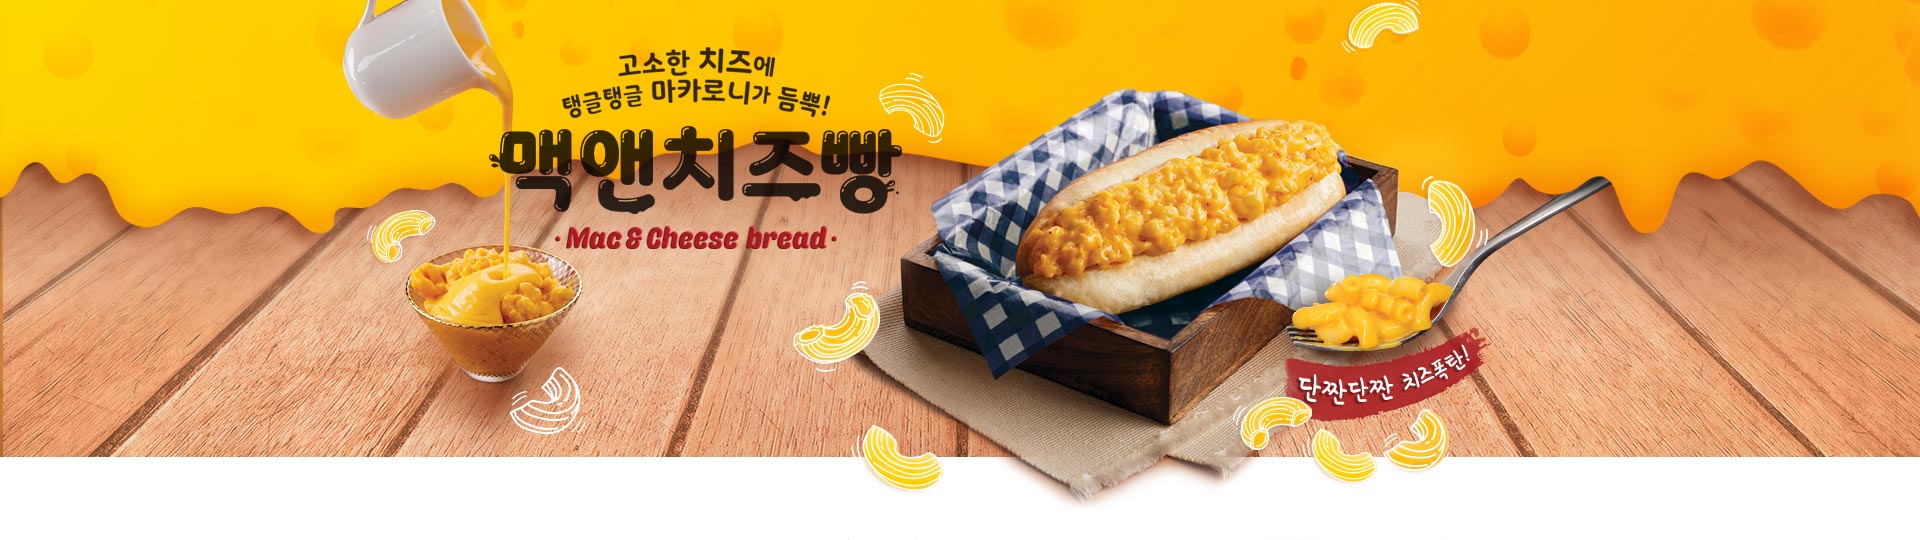 고소한 치즈에
탱글탱글 마카로니가 듬뿍!
맥앤치즈빵
· Mac & Cheese bread ·
단짠단짠 치즈폭탄!